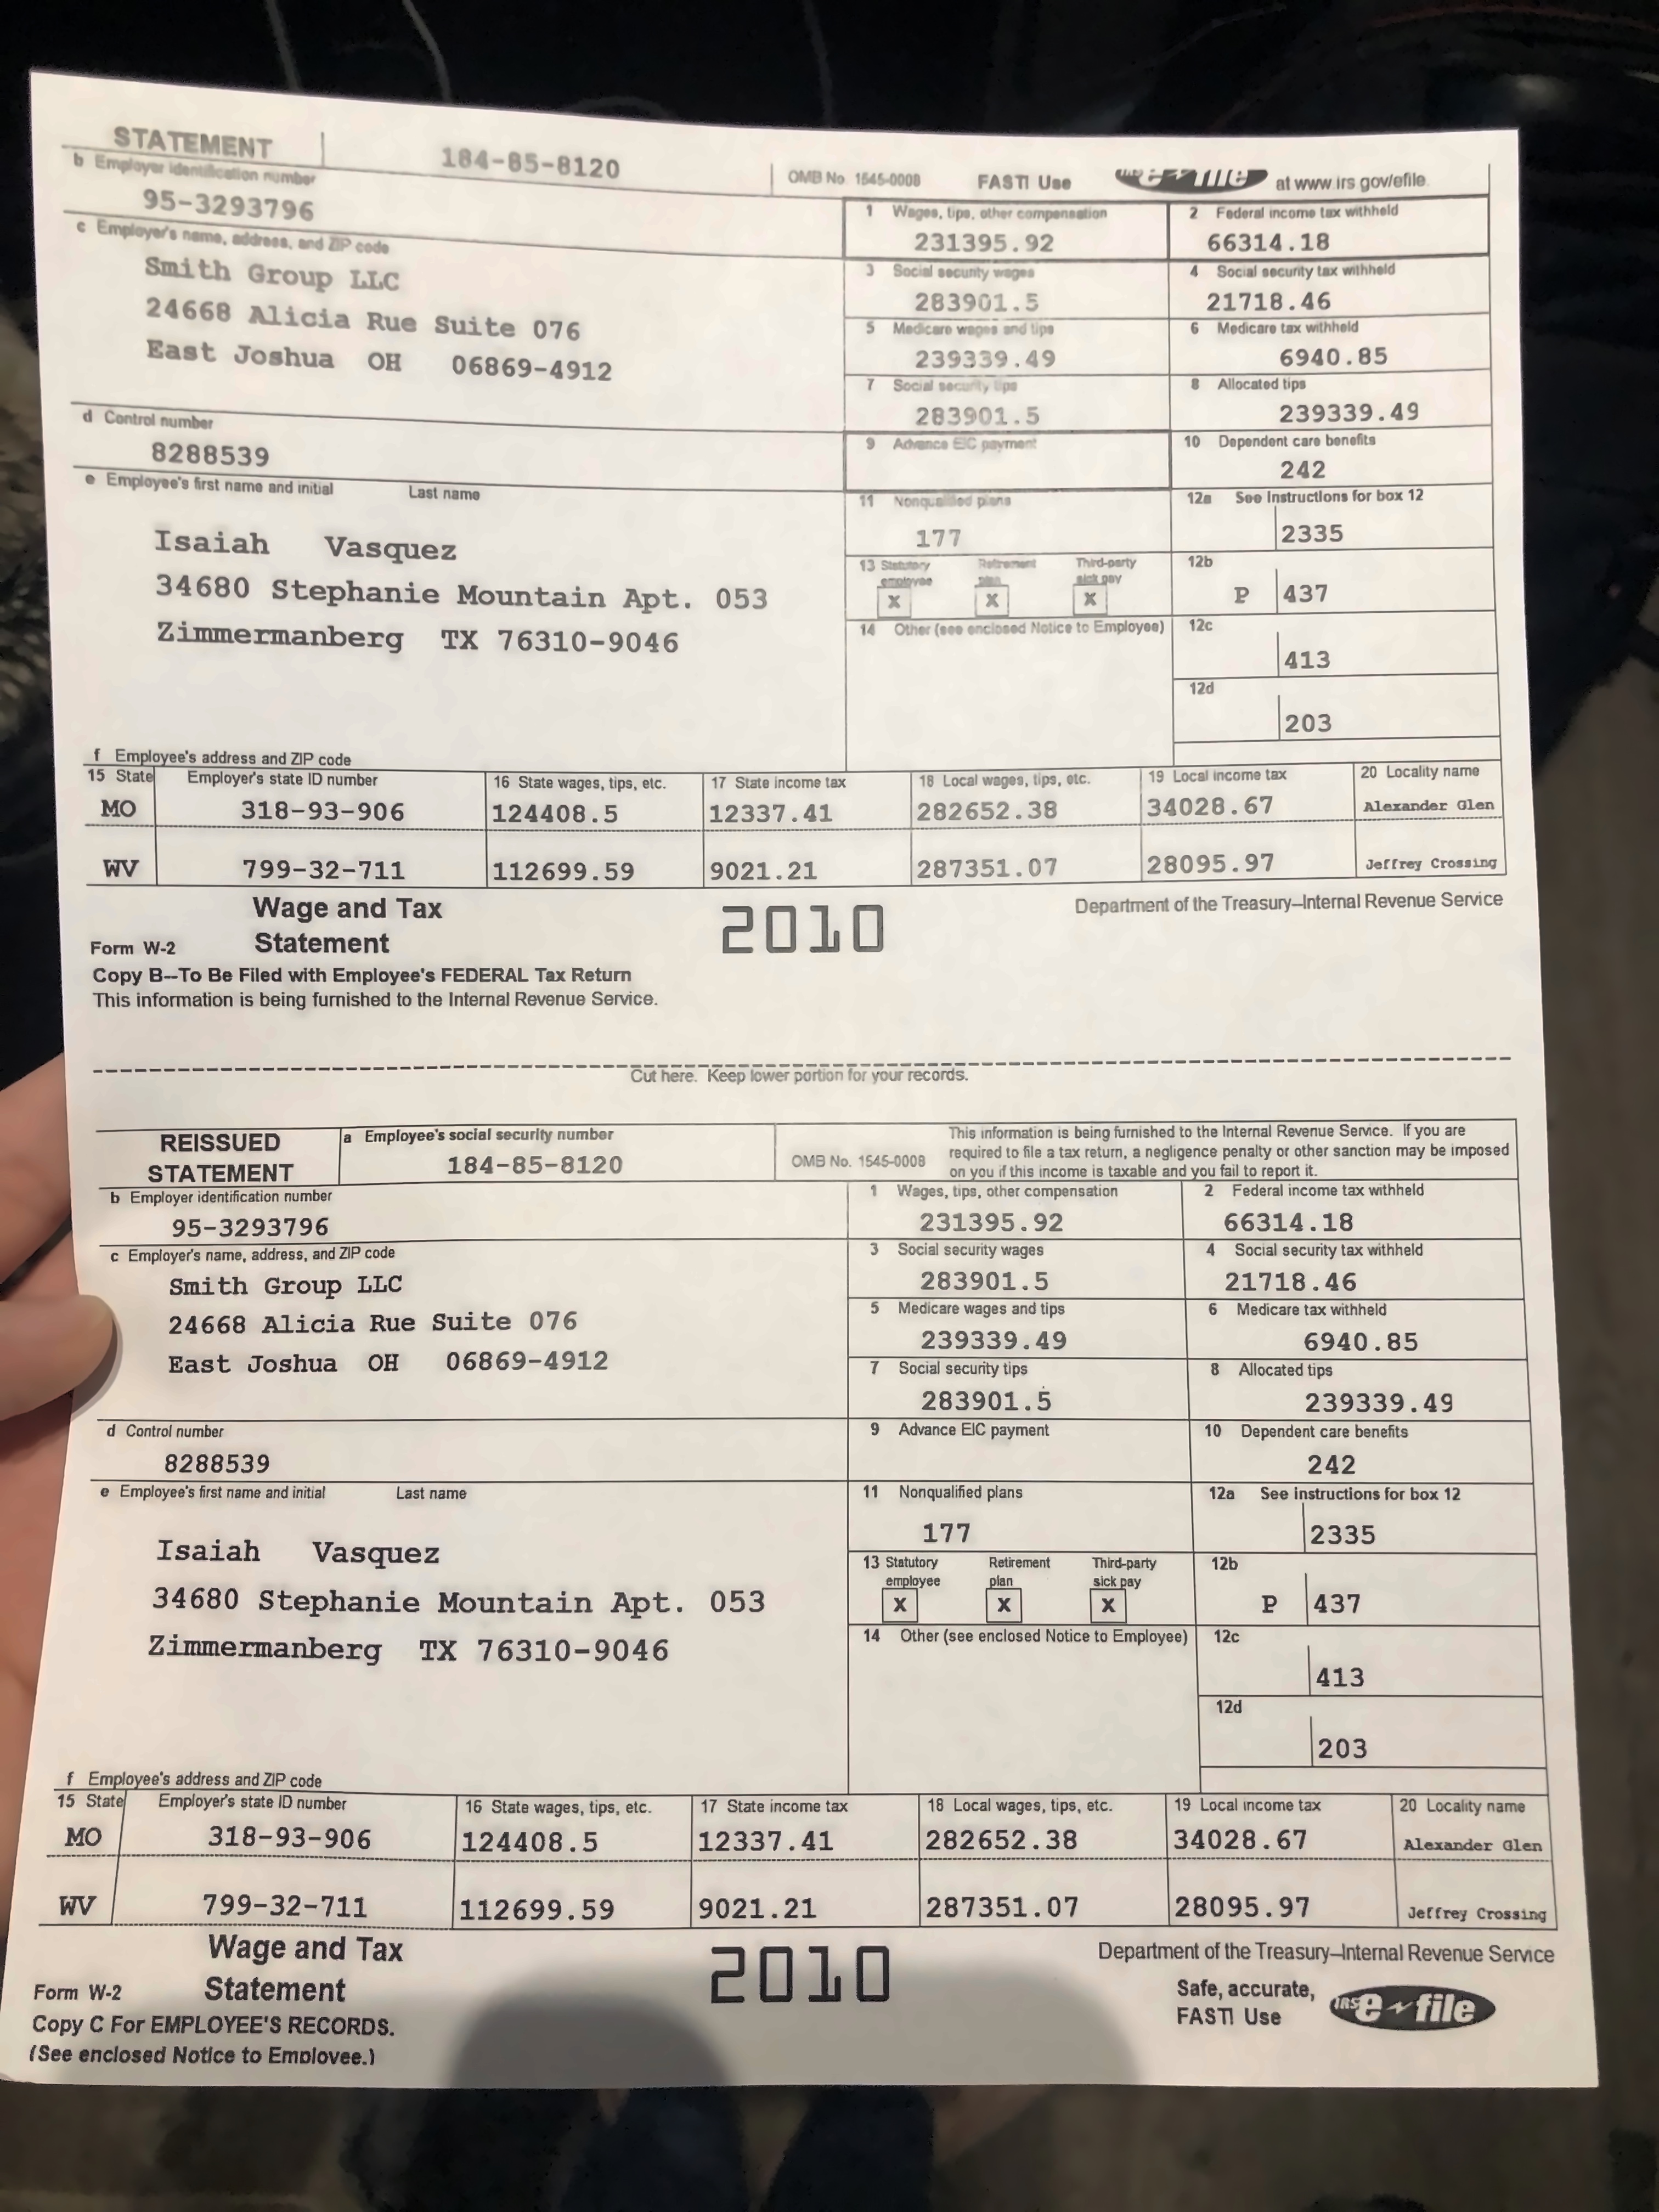 STATEMENT 184-85-8120 OMB No. 1545-0008 FAST! Use e-file at www.irs.gov/efile.
b Employer identification number
95-3293796
1 Wages, tips, other compensation 2 Federal income tax withheld
231395.92 66314.18
c Employer's name, address, and ZIP code
Smith Group LLC
24668 Alicia Rue Suite 076
East Joshua OH 06869-4912
3 Social security wages 4 Social security tax withheld
283901.5 21718.46
5 Medicare wages and tips 6 Medicare tax withheld
239339.49 6940.85
7 Social security tips 8 Allocated tips
283901.5 239339.49
d Control number
8288539
9 Advance EIC payment 10 Dependent care benefits
242
e Employee's first name and initial Last name
Isaiah Vasquez
34680 Stephanie Mountain Apt. 053
Zimmermanberg TX 76310-9046
11 Nonqualified plans 12a See Instructions for box 12
177 2335
13 Statutory employee Retirement plan Third-party sick pay 12b
X X X P 437
14 Other (see enclosed Notice to Employee) 12c
413
12d
203
f Employee's address and ZIP code
15 State Employer's state ID number 16 State wages, tips, etc. 17 State income tax 18 Local wages, tips, etc. 19 Local income tax 20 Locality name
MO 318-93-906 124408.5 12337.41 282652.38 34028.67 Alexander Glen
WV 799-32-711 112699.59 9021.21 287351.07 28095.97 Jeffrey Crossing
Form W-2 Wage and Tax Statement 2010 Department of the Treasury–Internal Revenue Service
Copy B--To Be Filed with Employee's FEDERAL Tax Return
This information is being furnished to the Internal Revenue Service.
Cut here. Keep lower portion for your records.
REISSUED STATEMENT a Employee's social security number
184-85-8120
OMB No. 1545-0008
This information is being furnished to the Internal Revenue Service. If you are
required to file a tax return, a negligence penalty or other sanction may be imposed
on you if this income is taxable and you fail to report it.
b Employer identification number
95-3293796
1 Wages, tips, other compensation 2 Federal income tax withheld
231395.92 66314.18
c Employer's name, address, and ZIP code
Smith Group LLC
24668 Alicia Rue Suite 076
East Joshua OH 06869-4912
3 Social security wages 4 Social security tax withheld
283901.5 21718.46
5 Medicare wages and tips 6 Medicare tax withheld
239339.49 6940.85
7 Social security tips 8 Allocated tips
283901.5 239339.49
d Control number
8288539
9 Advance EIC payment 10 Dependent care benefits
242
e Employee's first name and initial Last name
Isaiah Vasquez
34680 Stephanie Mountain Apt. 053
Zimmermanberg TX 76310-9046
11 Nonqualified plans 12a See instructions for box 12
177 2335
13 Statutory employee Retirement plan Third-party sick pay 12b
X X X P 437
14 Other (see enclosed Notice to Employee) 12c
413
12d
203
f Employee's address and ZIP code
15 State Employer's state ID number 16 State wages, tips, etc. 17 State income tax 18 Local wages, tips, etc. 19 Local income tax 20 Locality name
MO 318-93-906 124408.5 12337.41 282652.38 34028.67 Alexander Glen
WV 799-32-711 112699.59 9021.21 287351.07 28095.97 Jeffrey Crossing
Form W-2 Wage and Tax Statement 2010 Department of the Treasury–Internal Revenue Service
Safe, accurate,
FAST! Use IRS e-file
Copy C For EMPLOYEE'S RECORDS.
(See enclosed Notice to Employee.)